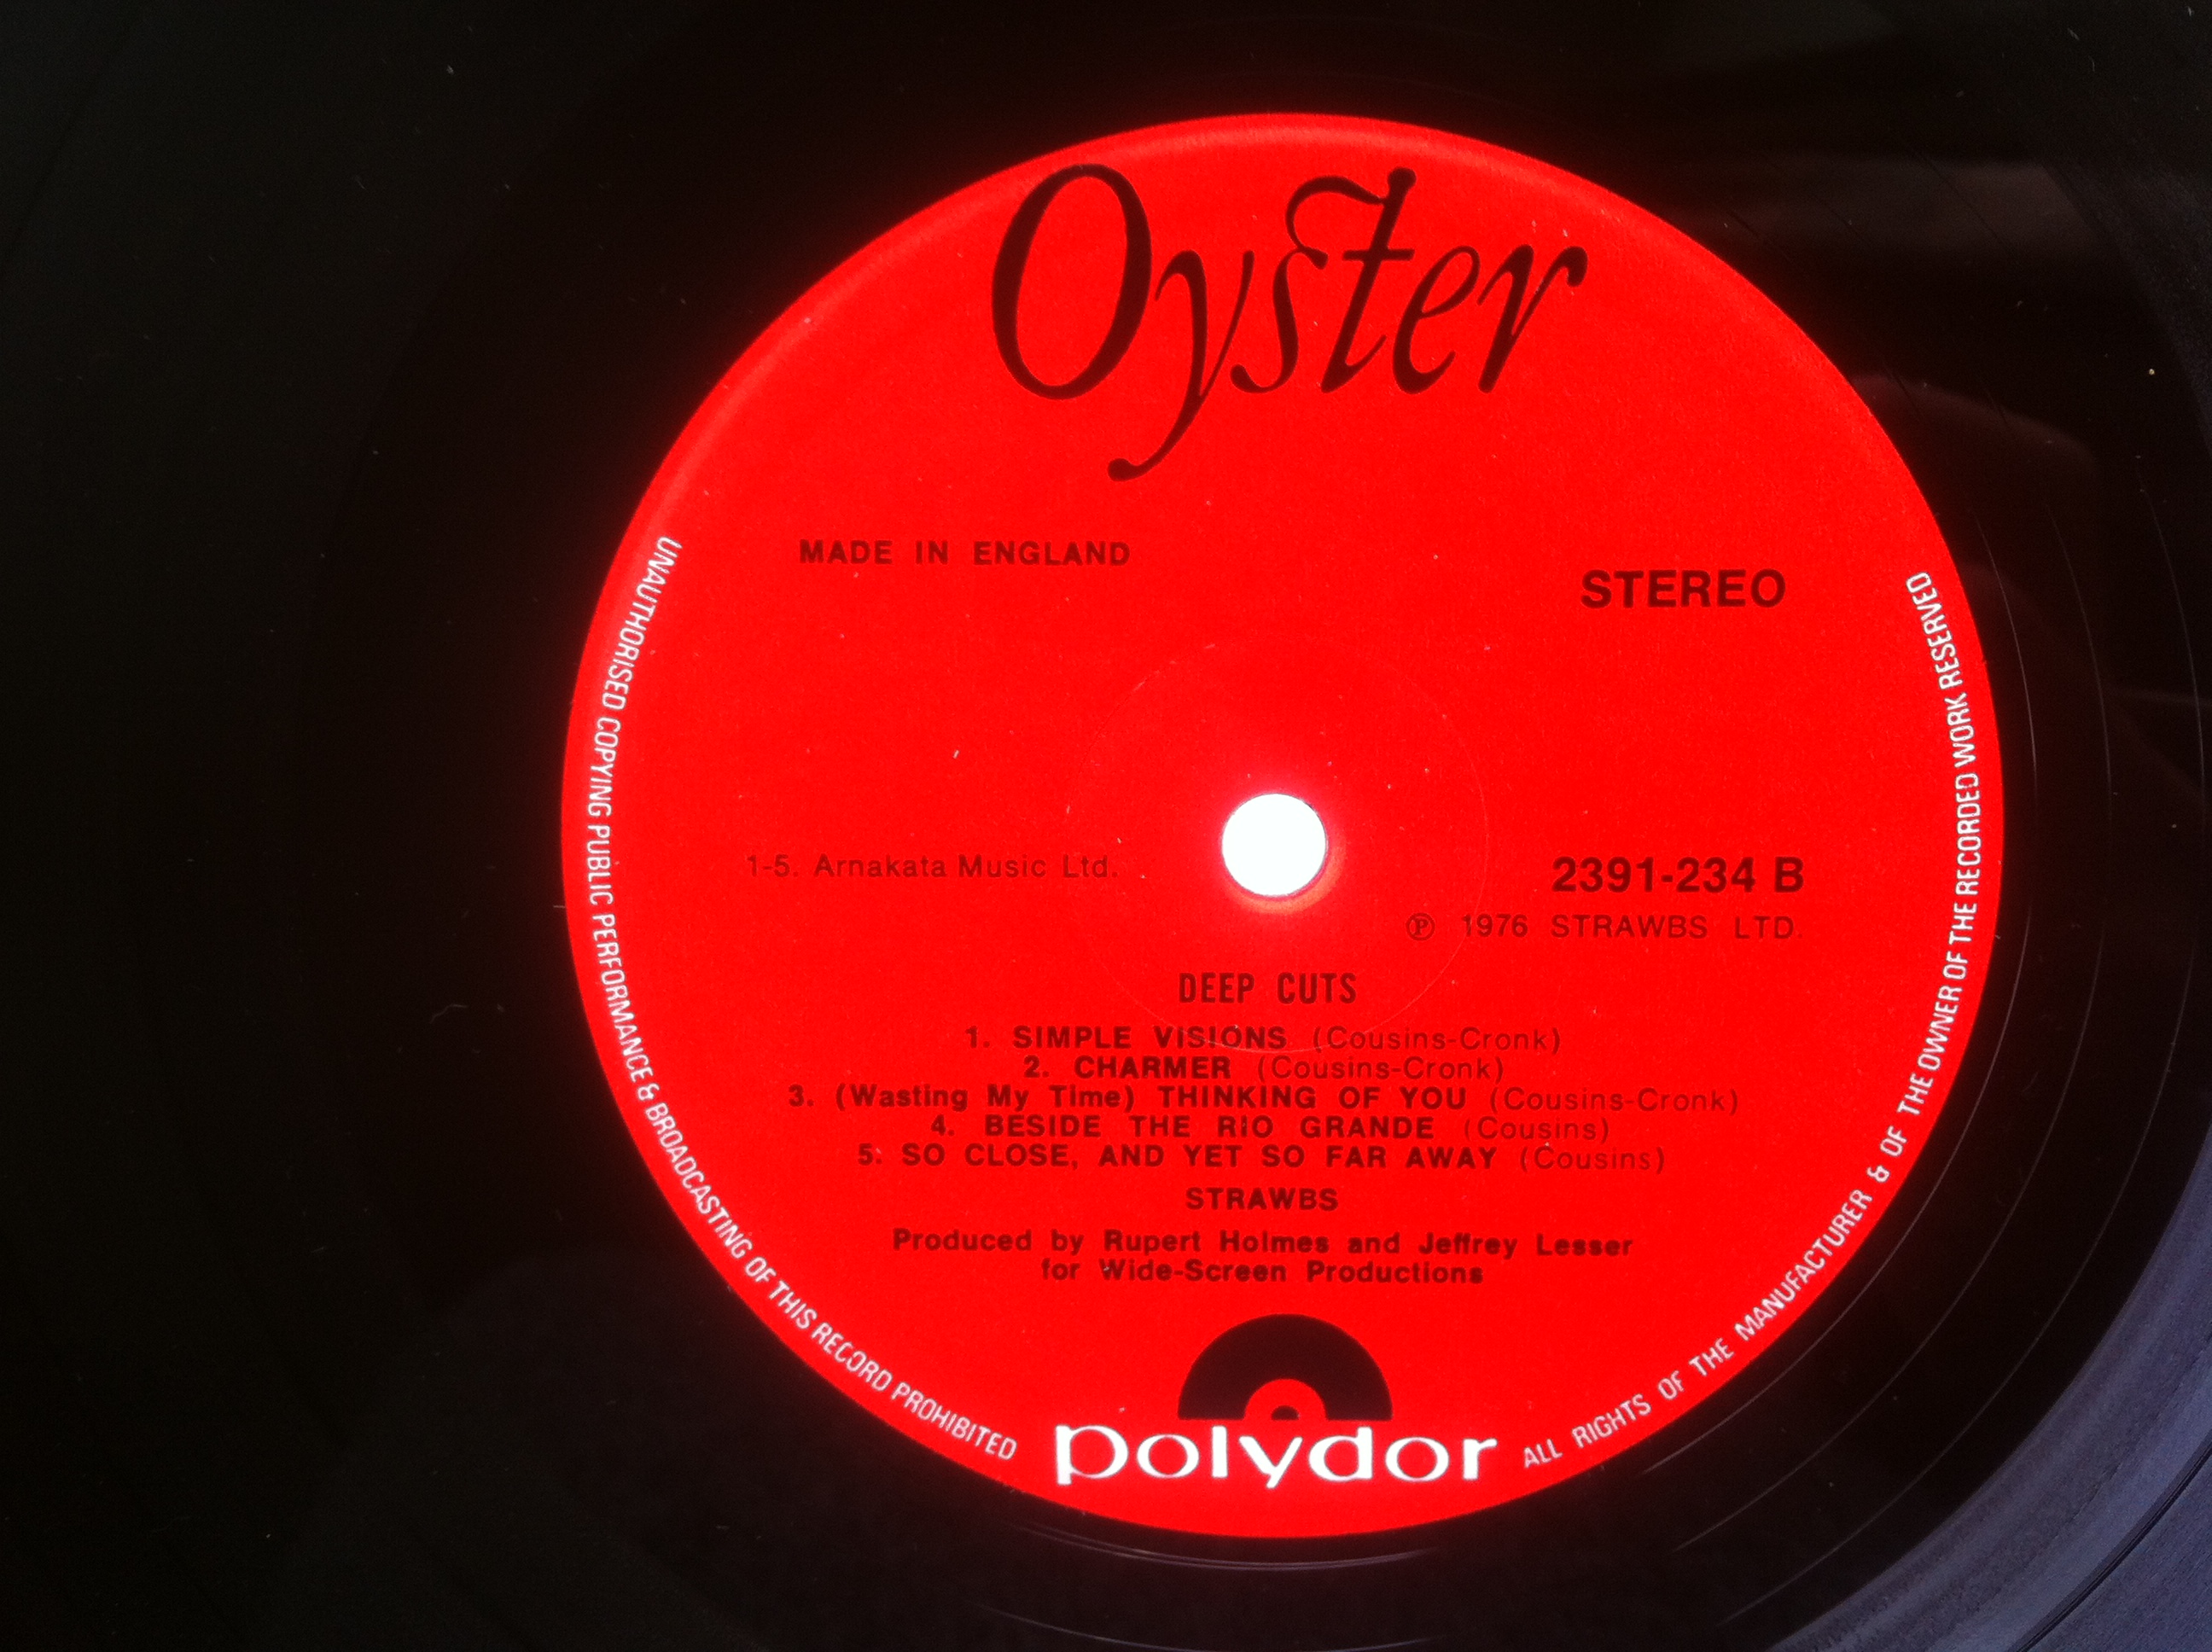 Oyster
MADE IN ENGLAND
STEREO
1-5. Arnakata Music Ltd.
2391-234 B
℗ 1976 STRAWBS LTD.
DEEP CUTS
1. SIMPLE VISIONS (Cousins-Cronk)
2. CHARMER (Cousins-Cronk)
3. (Wasting My Time) THINKING OF YOU (Cousins-Cronk)
4. BESIDE THE RIO GRANDE (Cousins)
5. SO CLOSE, AND YET SO FAR AWAY (Cousins)
STRAWBS
Produced by Rupert Holmes and Jeffrey Lesser
for Wide-Screen Productions
polydor
UNAUTHORISED COPYING PUBLIC PERFORMANCE & BROADCASTING OF THIS RECORD PROHIBITED
ALL RIGHTS OF THE MANUFACTURER & OF THE OWNER OF THE RECORDED WORK RESERVED